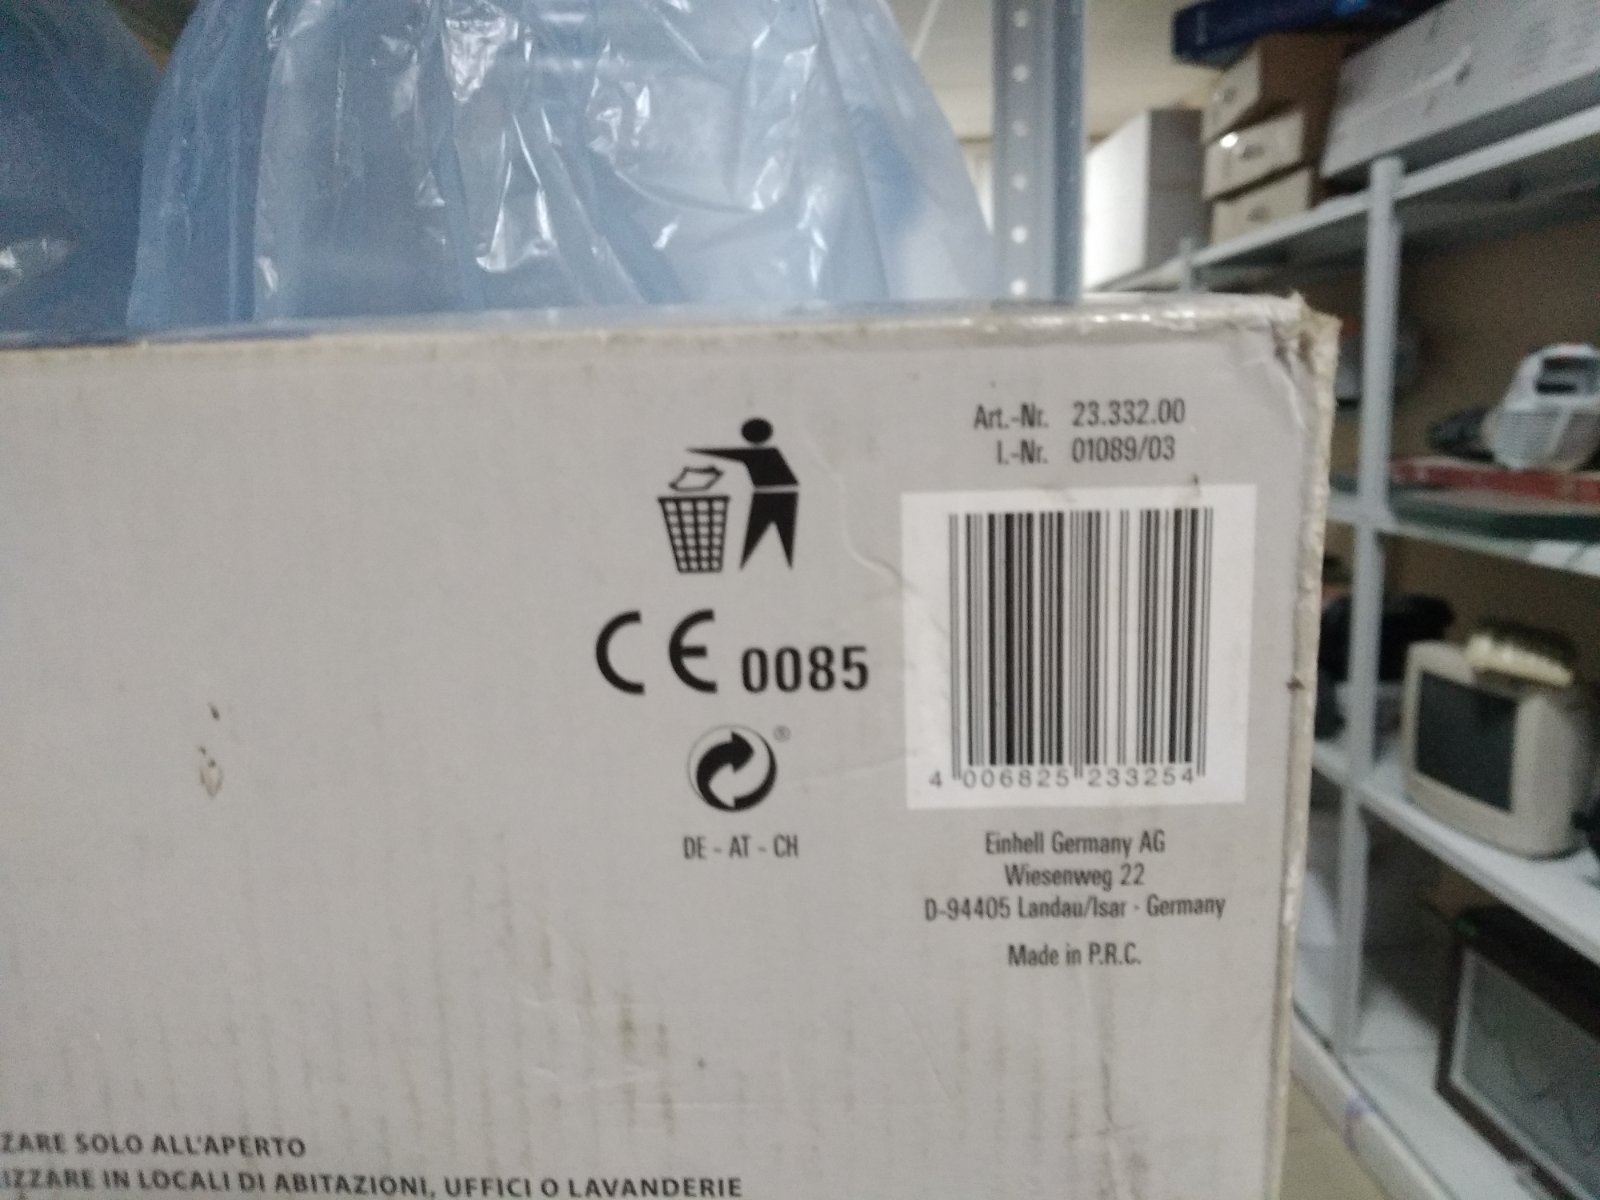 Art.-Nr. 23.332.00
I.-Nr. 01089/03
CE 0085
®
4 006825 233254
DE - AT - CH
Einhell Germany AG
Wiesenweg 22
D-94405 Landau/Isar - Germany
Made in P.R.C.
ZARE SOLO ALL'APERTO
IZZARE IN LOCALI DI ABITAZIONI, UFFICI O LAVANDERIE